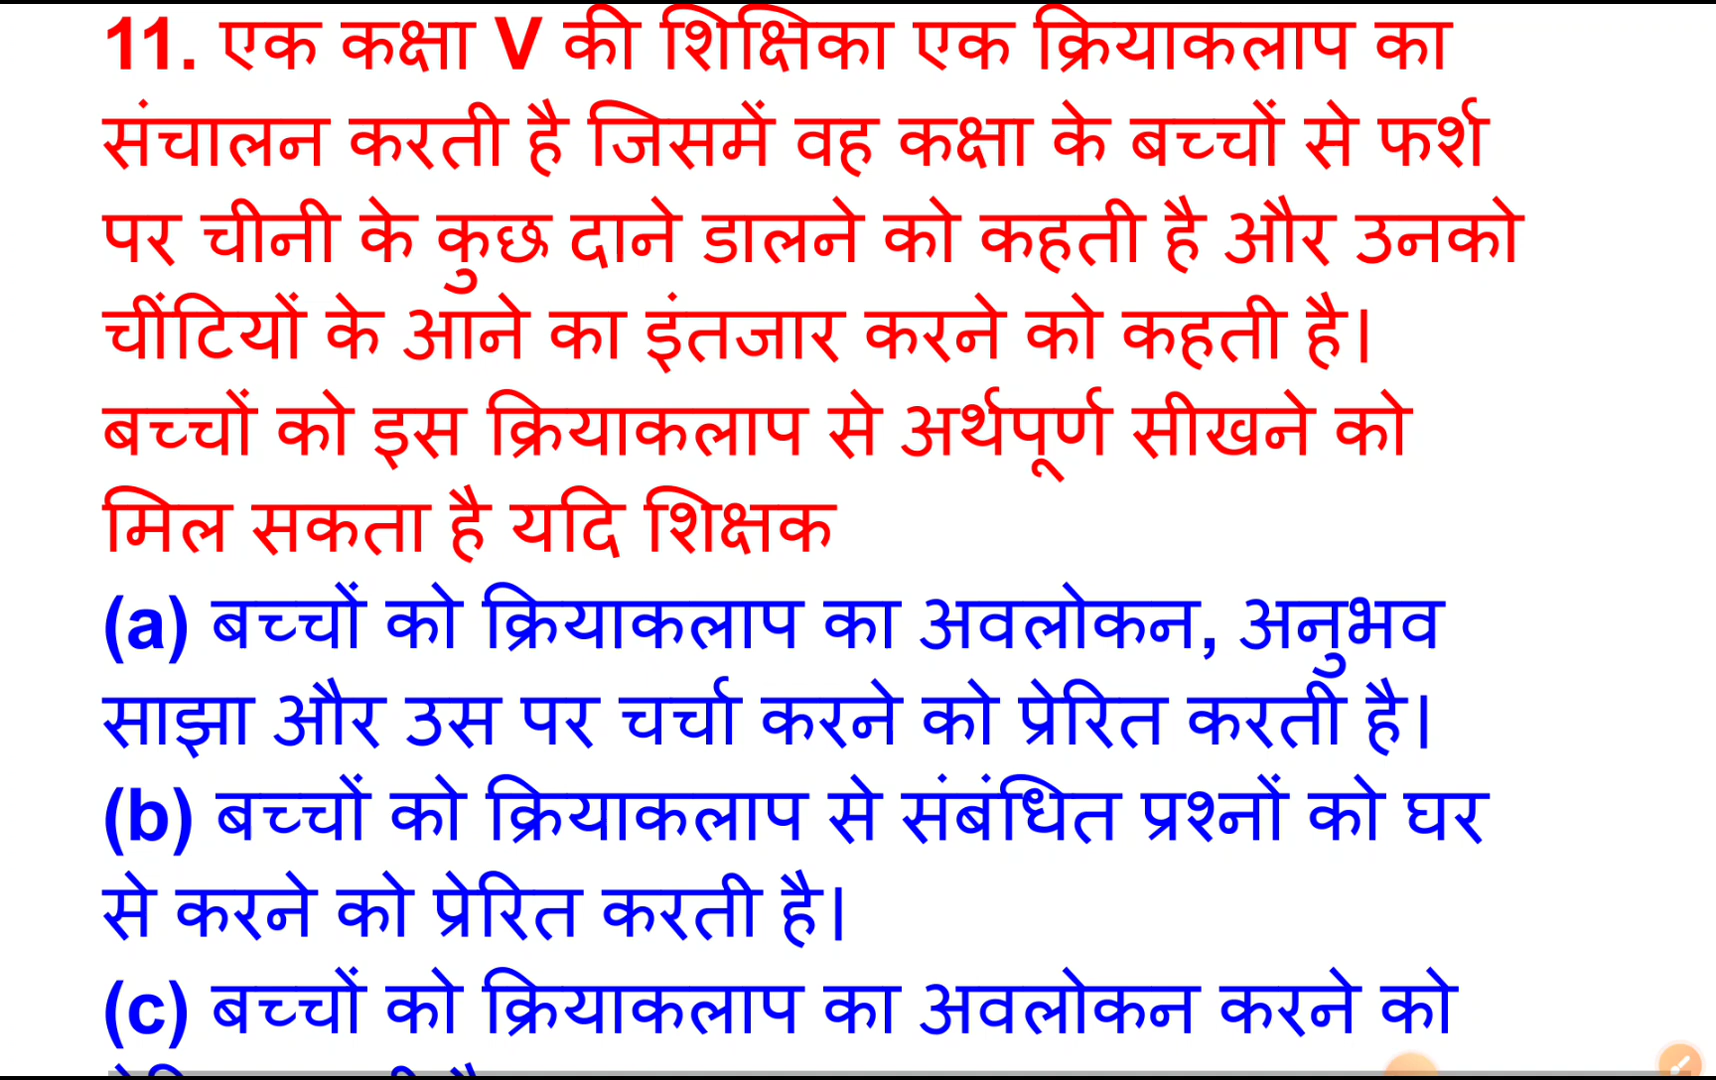 11. एक कक्षा V की शिक्षिका एक क्रियाकलाप का
संचालन करती है जिसमें वह कक्षा के बच्चों से फर्श
पर चीनी के कुछ दाने डालने को कहती है और उनको
चींटियों के आने का इंतजार करने को कहती है।
बच्चों को इस क्रियाकलाप से अर्थपूर्ण सीखने को
मिल सकता है यदि शिक्षक
(a) बच्चों को क्रियाकलाप का अवलोकन, अनुभव
साझा और उस पर चर्चा करने को प्रेरित करती है।
(b) बच्चों को क्रियाकलाप से संबंधित प्रश्नों को घर
से करने को प्रेरित करती है।
(c) बच्चों को क्रियाकलाप का अवलोकन करने को